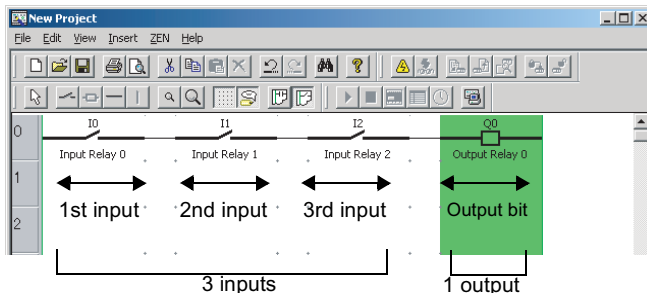 New Project
File Edit View Insert ZEN Help
0
I0 I1 I2 Q0
Input Relay 0 Input Relay 1 Input Relay 2 Output Relay 0
1
1st input 2nd input 3rd input Output bit
2
3 inputs 1 output